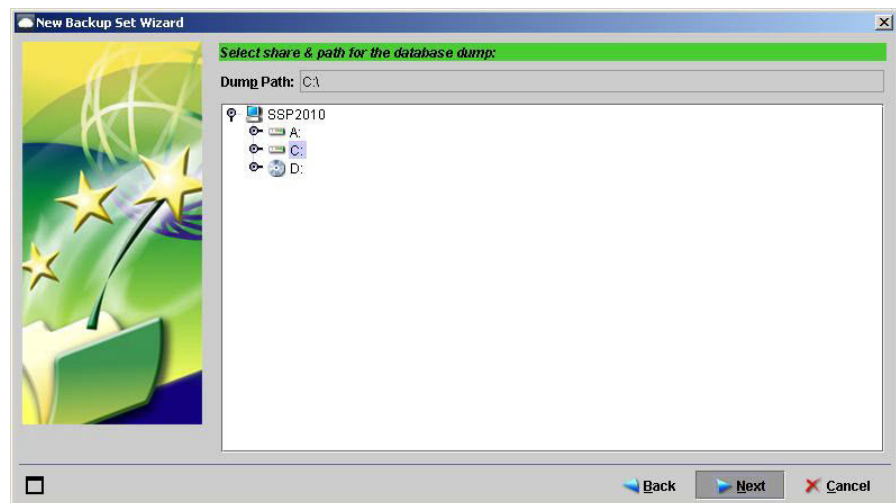 New Backup Set Wizard
Select share & path for the database dump:
Dump Path: C:\
SSP2010
A:
C:
D:
Back Next Cancel